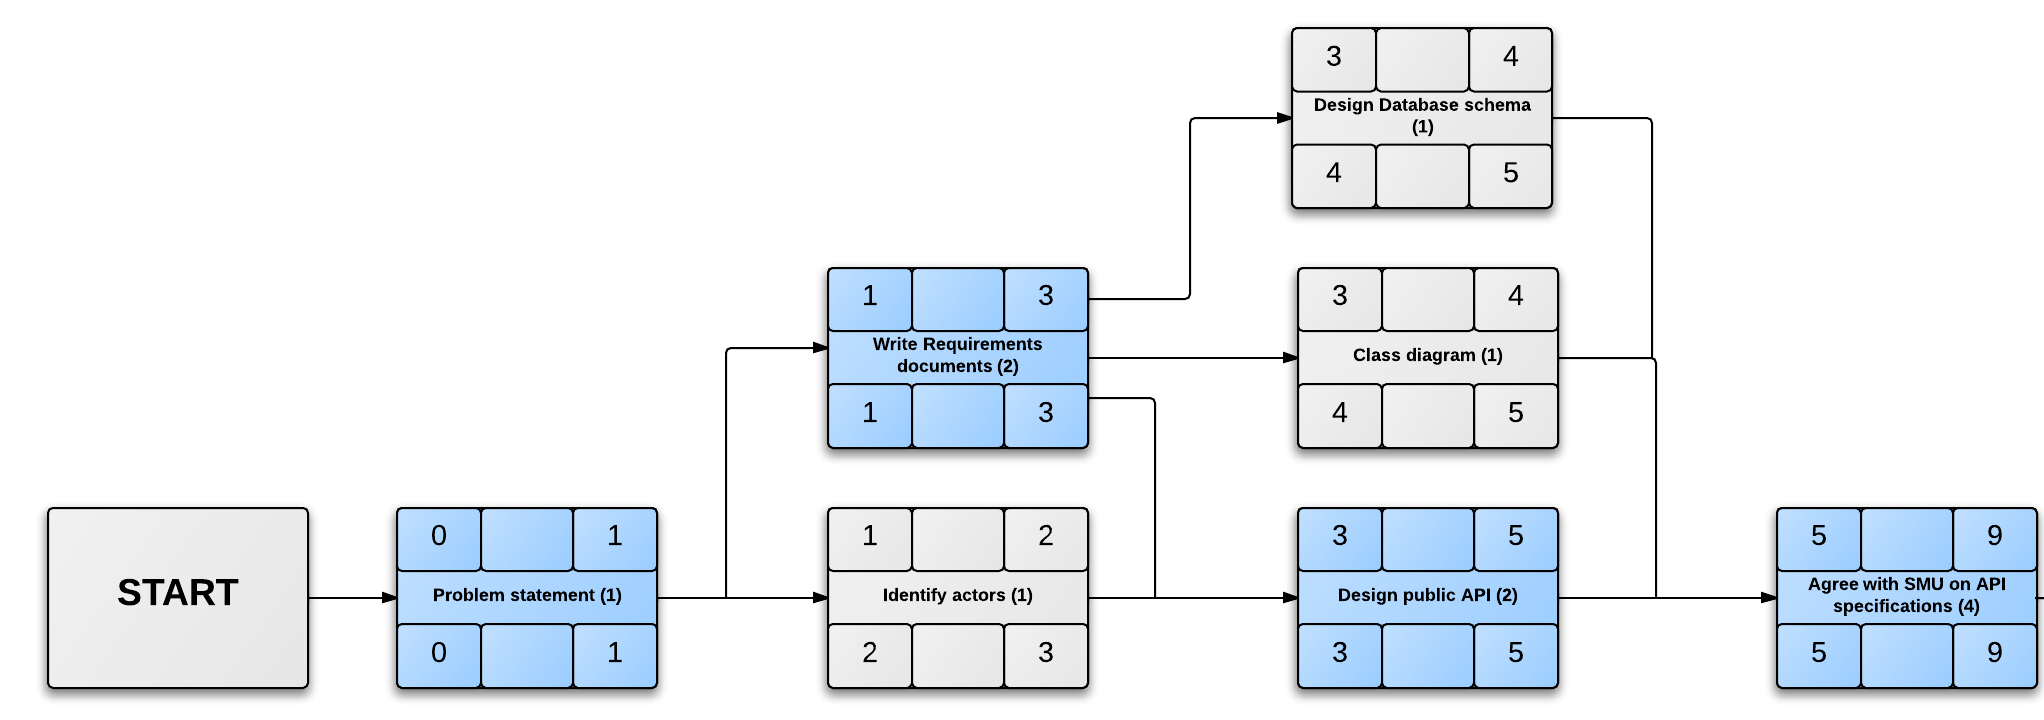 3 4
Design Database schema
(1)
4 5
1 3
Write Requirements
documents (2)
1 3
3 4
Class diagram (1)
4 5
START
0 1
Problem statement (1)
0 1
1 2
Identify actors (1)
2 3
3 5
Design public API (2)
3 5
5 9
Agree with SMU on API
specifications (4)
5 9